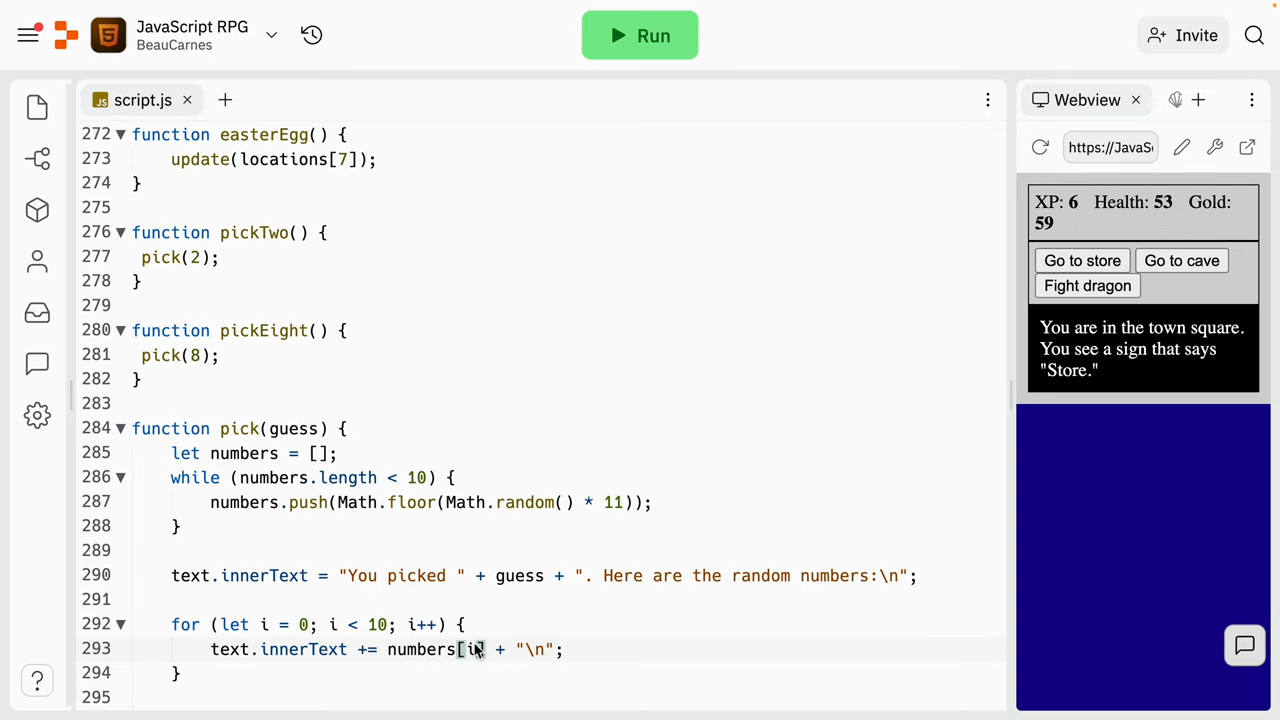 JavaScript RPG
BeauCarnes
Run
Invite
script.js
272 function easterEgg() {
273 update(locations[7]);
274 }
275
276 function pickTwo() {
277 pick(2);
278 }
279
280 function pickEight() {
281 pick(8);
282 }
283
284 function pick(guess) {
285 let numbers = [];
286 while (numbers.length < 10) {
287 numbers.push(Math.floor(Math.random() * 11));
288 }
289
290 text.innerText = "You picked " + guess + ". Here are the random numbers:\n";
291
292 for (let i = 0; i < 10; i++) {
293 text.innerText += numbers[i] + "\n";
294 }
295
Webview
https://JavaS
XP: 6 Health: 53 Gold:
59
Go to store Go to cave
Fight dragon
You are in the town square.
You see a sign that says
"Store."